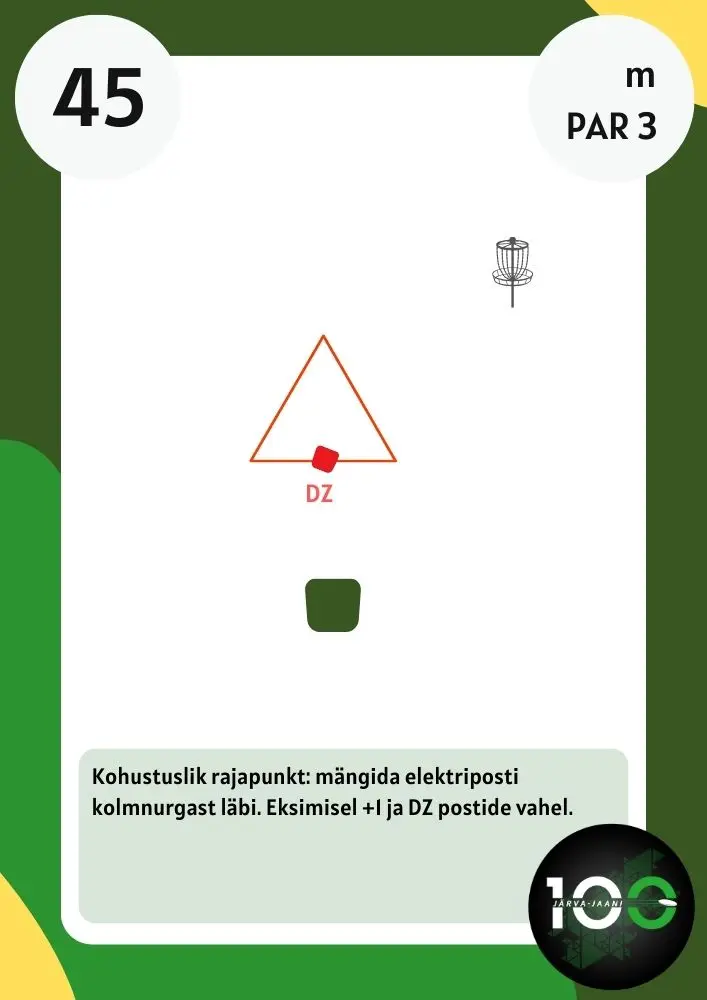 45
m
PAR 3
DZ
Kohustuslik rajapunkt: mängida elektriposti
kolmnurgast läbi. Eksimisel +1 ja DZ postide vahel.
100
JÄRVA-JAANI